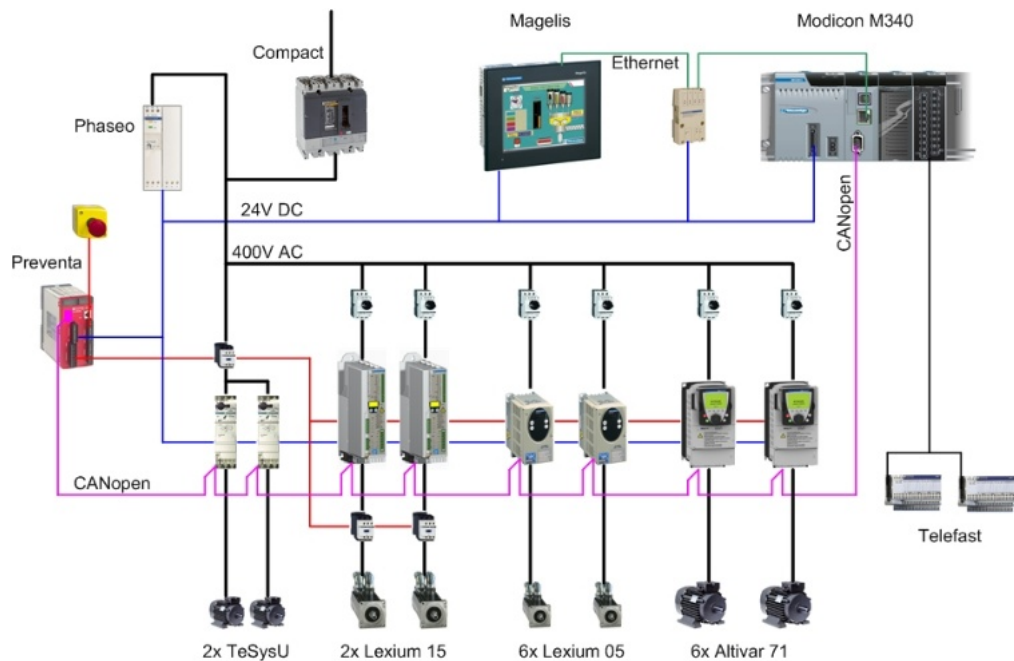 Magelis
Modicon M340
Compact
Ethernet
Phaseo
24V DC
CANopen
Preventa
400V AC
CANopen
Telefast
2x TeSysU
2x Lexium 15
6x Lexium 05
6x Altivar 71